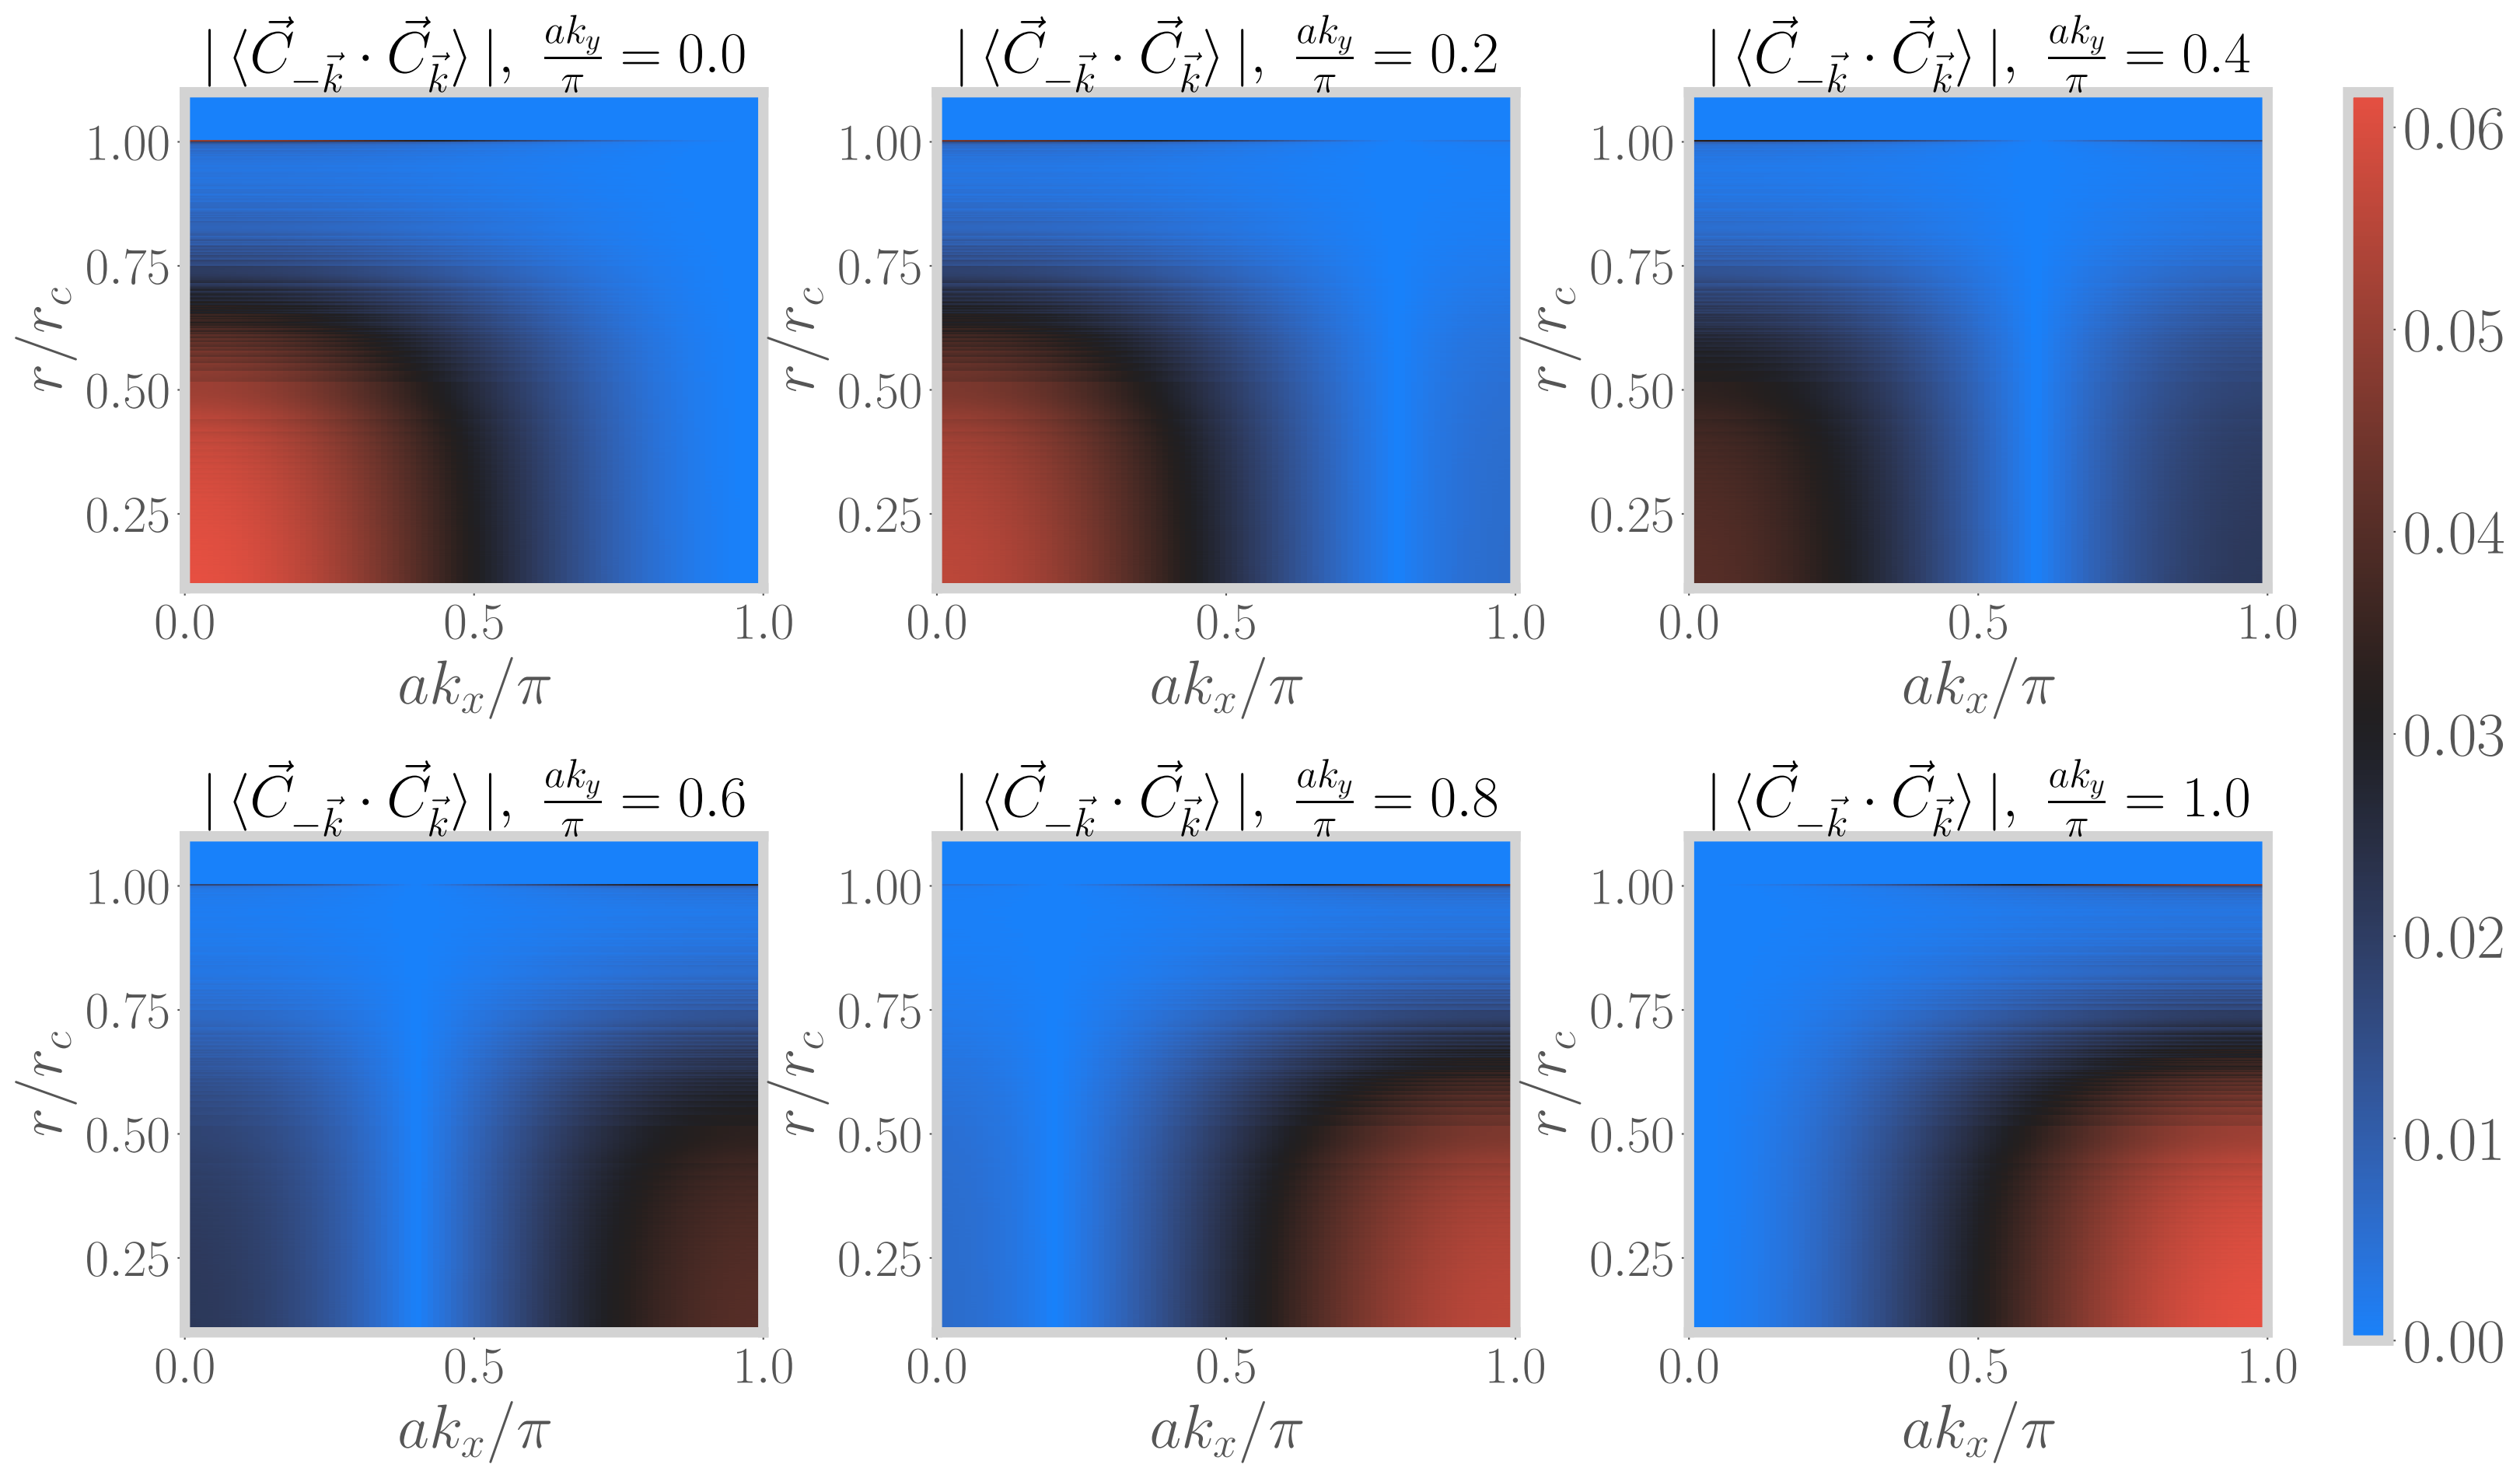 |⟨C⃗_{−k⃗} · C⃗_{k⃗}⟩|, ak_y/π = 0.0
|⟨C⃗_{−k⃗} · C⃗_{k⃗}⟩|, ak_y/π = 0.2
|⟨C⃗_{−k⃗} · C⃗_{k⃗}⟩|, ak_y/π = 0.4
r/r_c
1.00
0.75
0.50
0.25
0.0 0.5 1.0
ak_x/π
r/r_c
1.00
0.75
0.50
0.25
0.0 0.5 1.0
ak_x/π
r/r_c
1.00
0.75
0.50
0.25
0.0 0.5 1.0
ak_x/π
|⟨C⃗_{−k⃗} · C⃗_{k⃗}⟩|, ak_y/π = 0.6
|⟨C⃗_{−k⃗} · C⃗_{k⃗}⟩|, ak_y/π = 0.8
|⟨C⃗_{−k⃗} · C⃗_{k⃗}⟩|, ak_y/π = 1.0
r/r_c
1.00
0.75
0.50
0.25
0.0 0.5 1.0
ak_x/π
r/r_c
1.00
0.75
0.50
0.25
0.0 0.5 1.0
ak_x/π
r/r_c
1.00
0.75
0.50
0.25
0.0 0.5 1.0
ak_x/π
0.06
0.05
0.04
0.03
0.02
0.01
0.00